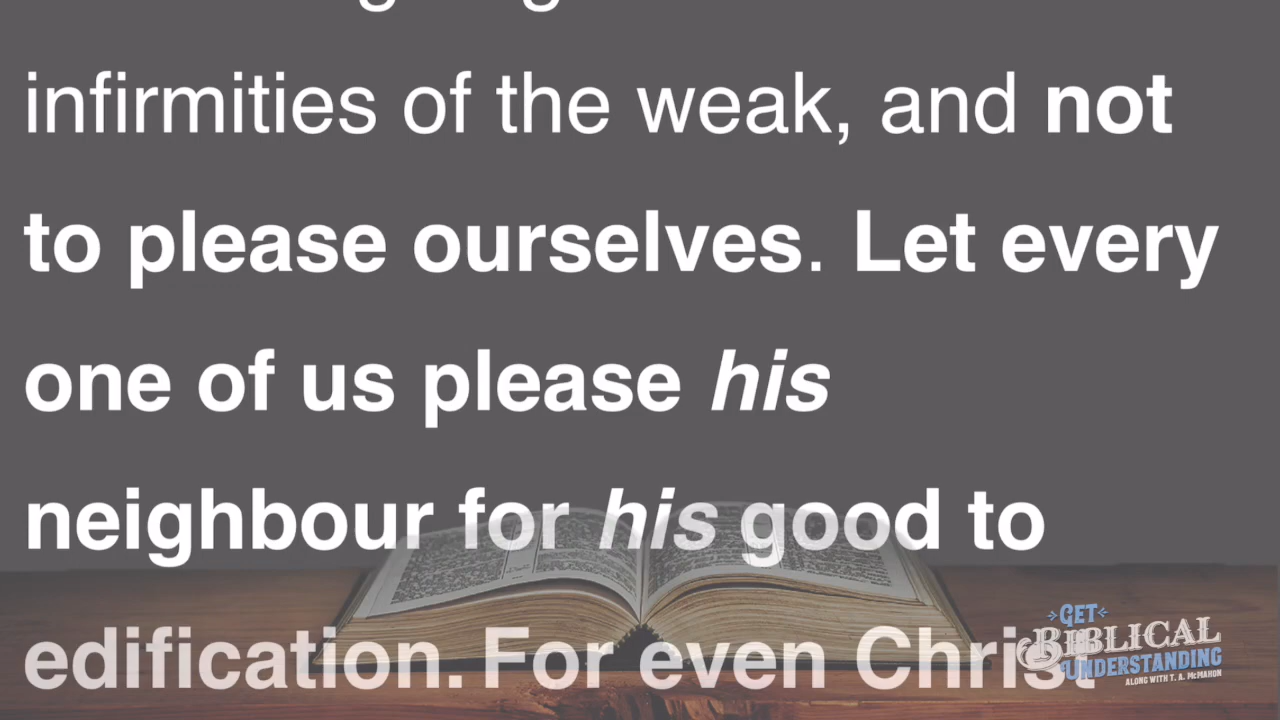 infirmities of the weak, and not
to please ourselves. Let every
one of us please his
neighbour for his good to
edification. For even Christ
GET
BIBLICAL
UNDERSTANDING
ALONG WITH T. A. McMAHON